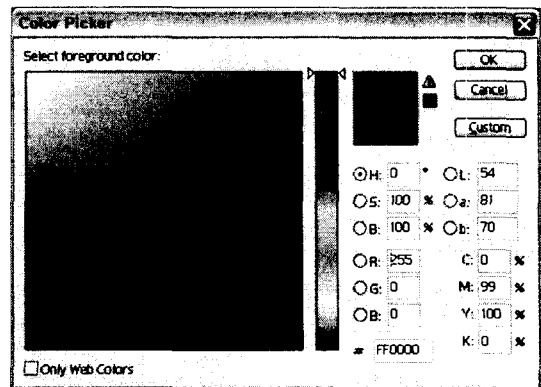 Color Picker
Select foreground color:
OK
Cancel
Custom
H: 0 °
L: 54
S: 100 %
a: 81
B: 100 %
b: 70
R: 255
C: 0 %
G: 0
M: 99 %
B: 0
Y: 100 %
# FF0000
K: 0 %
Only Web Colors